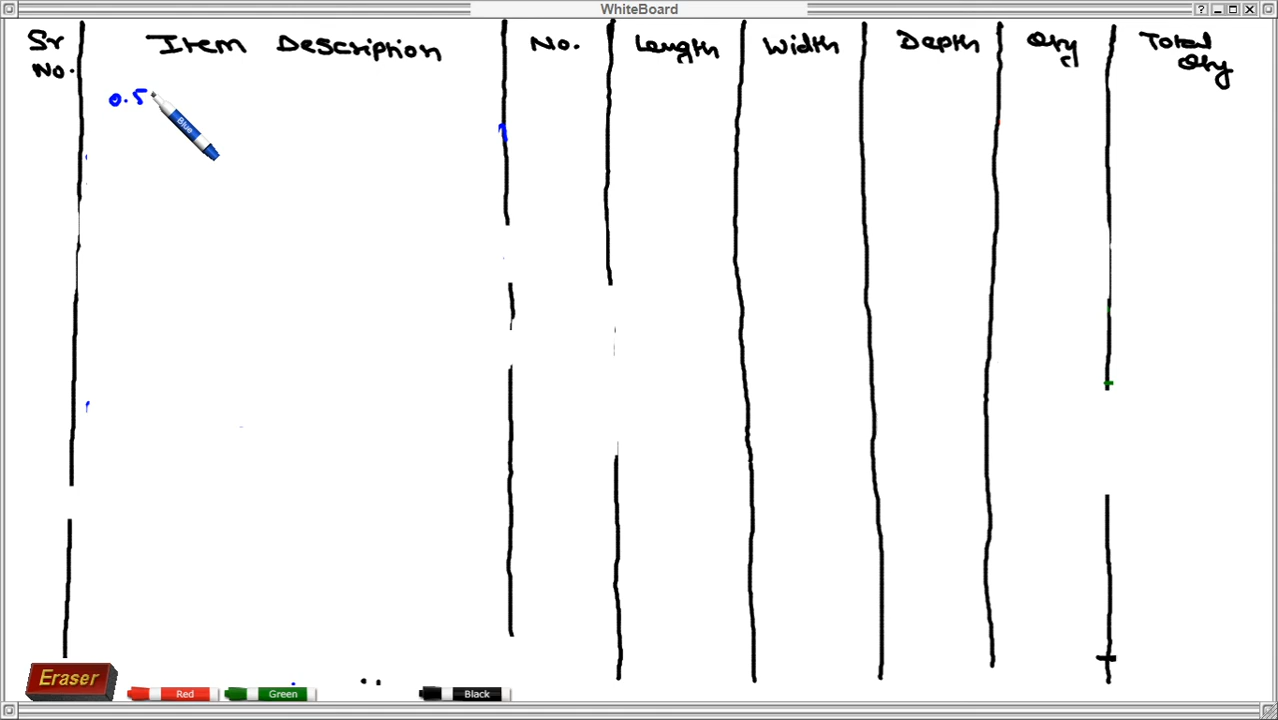 WhiteBoard
Sr No. Item Description No. Length Width Depth Qty Total Qty
0.5
Blue
Eraser Red Green Black